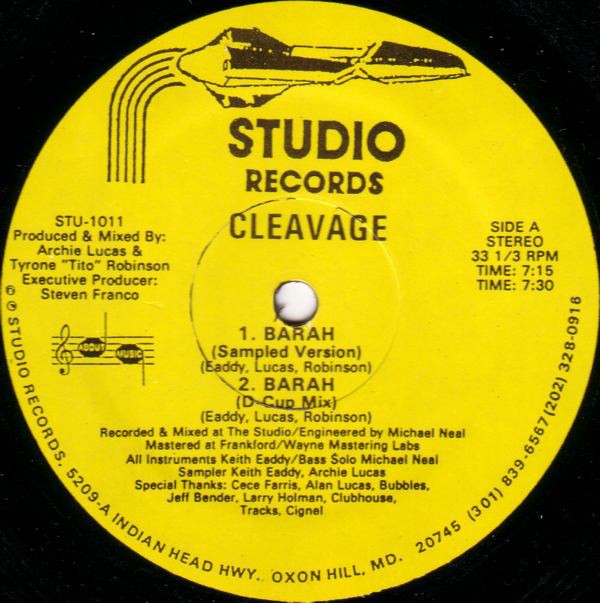 STUDIO
RECORDS
CLEAVAGE
STU-1011
Produced & Mixed By:
Archie Lucas &
Tyrone "Tito" Robinson
Executive Producer:
Steven Franco
SIDE A
STEREO
33 1/3 RPM
TIME: 7:15
TIME: 7:30
ABOUT
MUSIC
1. BARAH
(Sampled Version)
(Eaddy, Lucas, Robinson)
2. BARAH
(D-Cup Mix)
(Eaddy, Lucas, Robinson)
Recorded & Mixed at The Studio/Engineered by Michael Neal
Mastered at Frankford/Wayne Mastering Labs
All Instruments Keith Eaddy/Bass Solo Michael Neal
Sampler Keith Eaddy, Archie Lucas
Special Thanks: Cece Farris, Alan Lucas, Bubbles,
Jeff Bender, Larry Holman, Clubhouse,
Tracks, Cignel
© ℗ STUDIO RECORDS, 5209-A INDIAN HEAD HWY., OXON HILL, MD. 20745 (301) 839-6567 (202) 328-0916